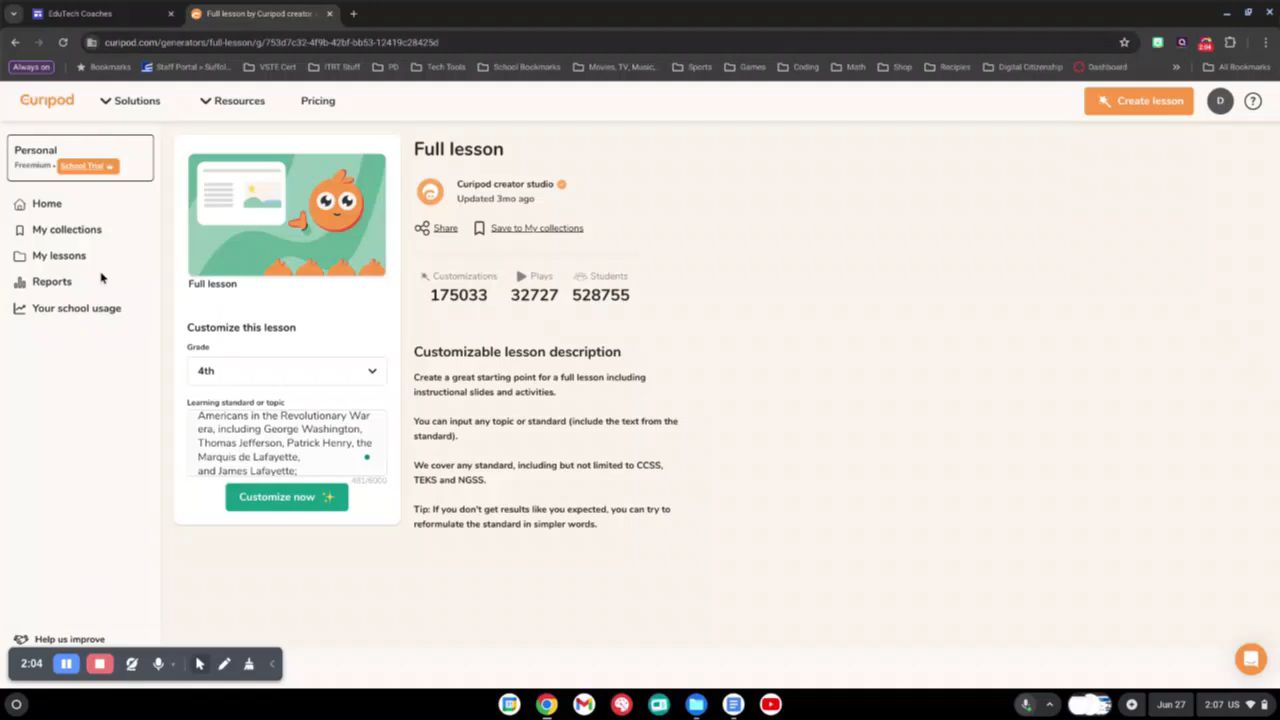 EduTech Coaches
Full lesson by Curipod creator
curipod.com/generators/full-lesson/g/753d7c32-4f9b-42bf-bb53-12419c28425d
Always on
Bookmarks
Staff Portal » Suffol...
VSTE Cert
ITRT Stuff
PD
Tech Tools
School Bookmarks
Movies, TV, Music,...
Sports
Games
Coding
Math
Shop
Recipies
Digital Citizenship
Dashboard
»
All Bookmarks
2:04
Curipod
Solutions
Resources
Pricing
Create lesson
D
?
Personal
Freemium • School Trial
Home
My collections
My lessons
Reports
Your school usage
Help us improve
Full lesson
Customize this lesson
Grade
4th
Learning standard or topic
Americans in the Revolutionary War
era, including George Washington,
Thomas Jefferson, Patrick Henry, the
Marquis de Lafayette,
and James Lafayette;
481/6000
Customize now
Full lesson
Curipod creator studio
Updated 3mo ago
Share
Save to My collections
Customizations
Plays
Students
175033
32727
528755
Customizable lesson description
Create a great starting point for a full lesson including
instructional slides and activities.
You can input any topic or standard (include the text from the
standard).
We cover any standard, including but not limited to CCSS,
TEKS and NGSS.
Tip: If you don't get results like you expected, you can try to
reformulate the standard in simpler words.
2:04
Jun 27
2:07 US